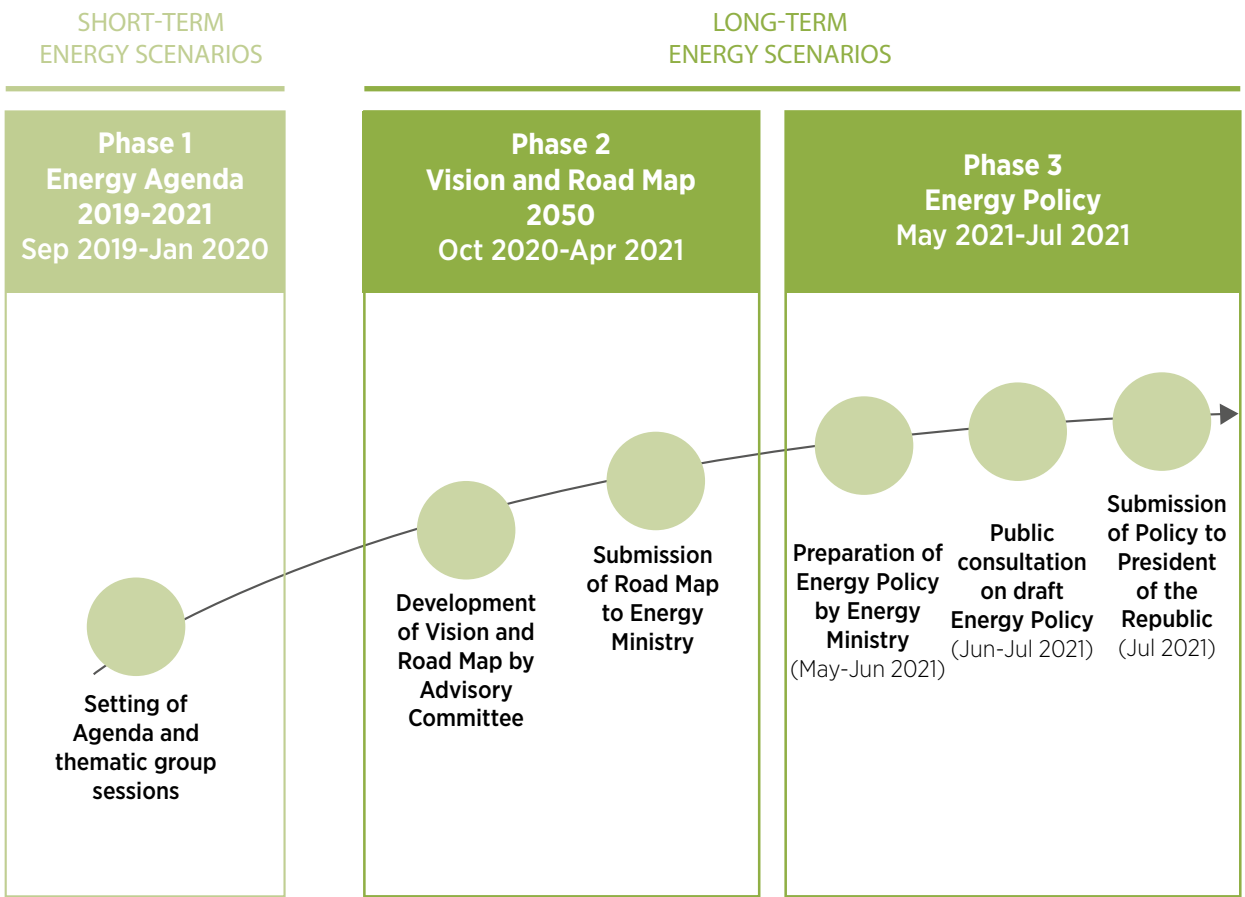 SHORT-TERM
ENERGY SCENARIOS
LONG-TERM
ENERGY SCENARIOS
Phase 1
Energy Agenda
2019-2021
Sep 2019-Jan 2020
Phase 2
Vision and Road Map
2050
Oct 2020-Apr 2021
Phase 3
Energy Policy
May 2021-Jul 2021
Setting of
Agenda and
thematic group
sessions
Development
of Vision and
Road Map by
Advisory
Committee
Submission
of Road Map
to Energy
Ministry
Preparation of
Energy Policy
by Energy
Ministry
(May-Jun 2021)
Public
consultation
on draft
Energy Policy
(Jun-Jul 2021)
Submission
of Policy to
President
of the
Republic
(Jul 2021)